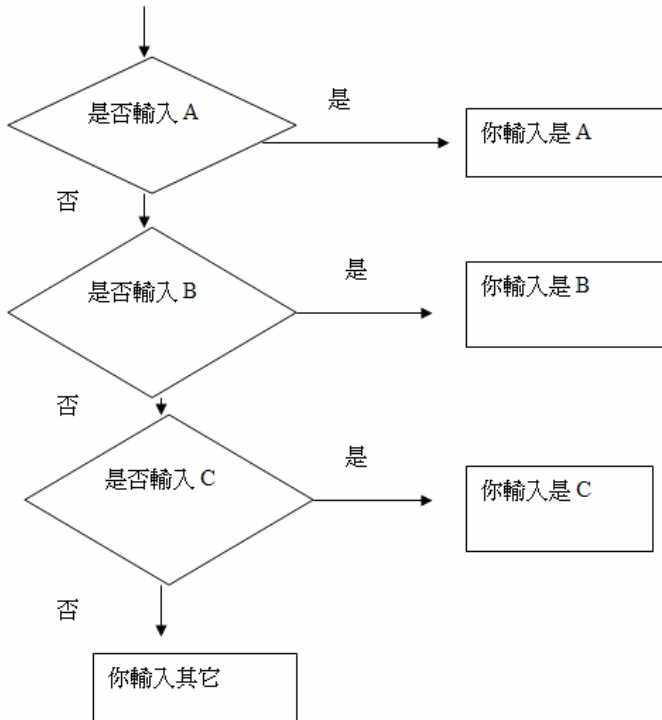 是否輸入 A
是
你輸入是 A
否
是否輸入 B
是
你輸入是 B
否
是否輸入 C
是
你輸入是 C
否
你輸入其它